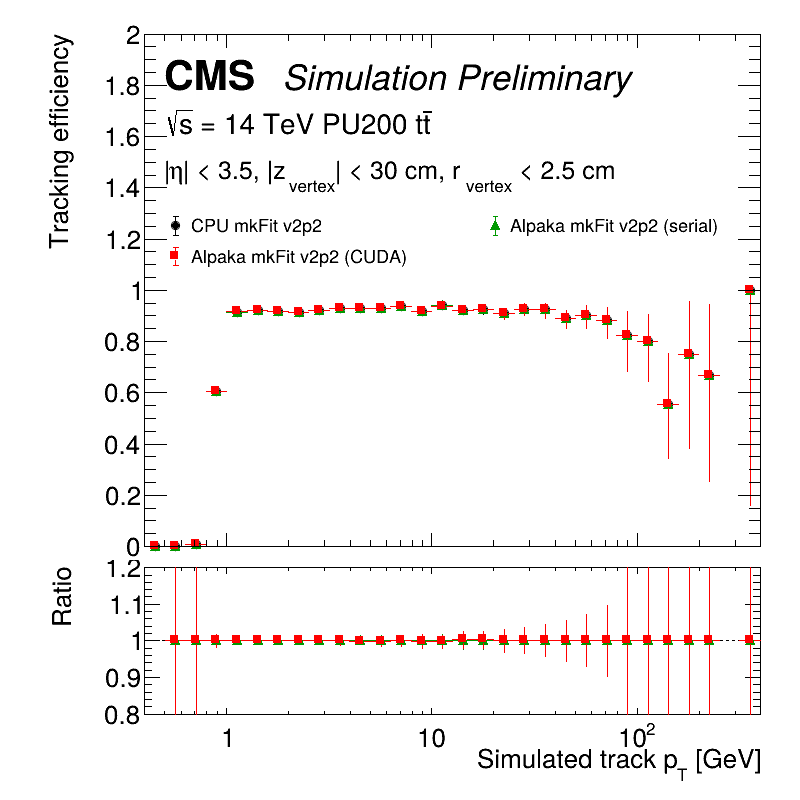 CMS Simulation Preliminary
√s = 14 TeV PU200 tt̄
|η| < 3.5, |z vertex| < 30 cm, r vertex < 2.5 cm
CPU mkFit v2p2
Alpaka mkFit v2p2 (serial)
Alpaka mkFit v2p2 (CUDA)
Tracking efficiency
2
1.8
1.6
1.4
1.2
1
0.8
0.6
0.4
0.2
0
Ratio
1.2
1.1
1
0.9
0.8
1 10 10²
Simulated track p_T [GeV]